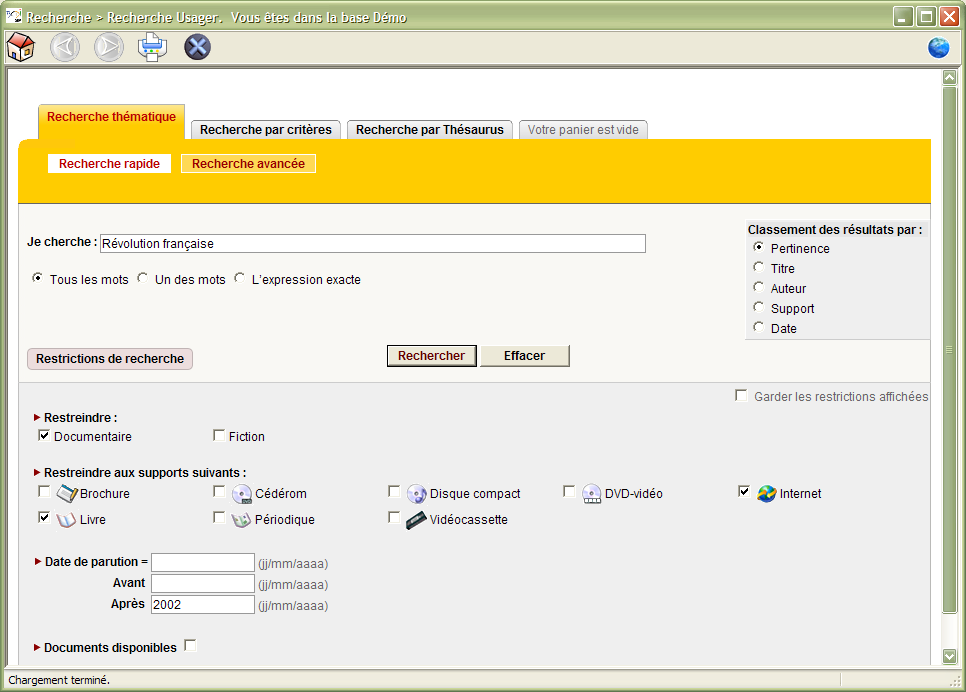 Recherche > Recherche Usager. Vous êtes dans la base Démo
Recherche thématique
Recherche par critères
Recherche par Thésaurus
Votre panier est vide
Recherche rapide
Recherche avancée
Je cherche : Révolution française
Tous les mots Un des mots L'expression exacte
Classement des résultats par :
Pertinence
Titre
Auteur
Support
Date
Restrictions de recherche
Rechercher
Effacer
Garder les restrictions affichées
Restreindre :
Documentaire Fiction
Restreindre aux supports suivants :
Brochure Cédérom Disque compact DVD-vidéo Internet
Livre Périodique Vidéocassette
Date de parution = (jj/mm/aaaa)
Avant (jj/mm/aaaa)
Après 2002 (jj/mm/aaaa)
Documents disponibles
Chargement terminé.